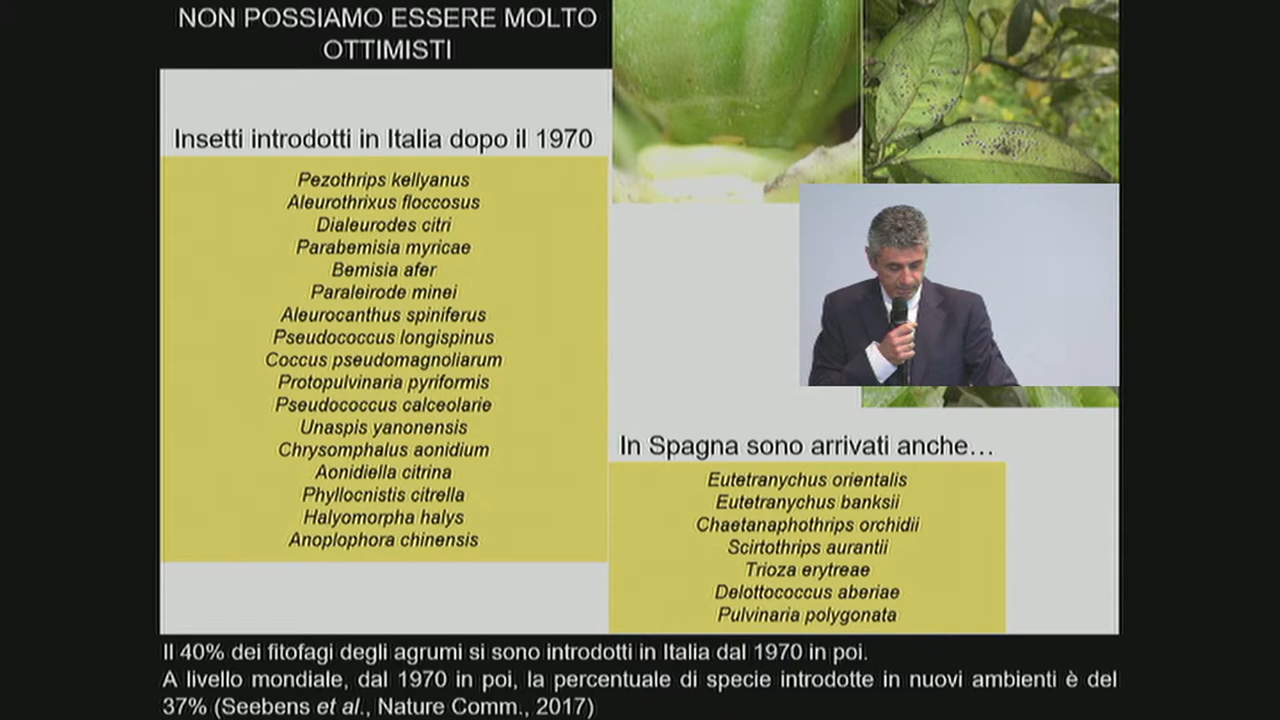 NON POSSIAMO ESSERE MOLTO
OTTIMISTI
Insetti introdotti in Italia dopo il 1970
Pezothrips kellyanus
Aleurothrixus floccosus
Dialeurodes citri
Parabemisia myricae
Bemisia afer
Paraleirode minei
Aleurocanthus spiniferus
Pseudococcus longispinus
Coccus pseudomagnoliarum
Protopulvinaria pyriformis
Pseudococcus calceolarie
Unaspis yanonensis
Chrysomphalus aonidium
Aonidiella citrina
Phyllocnistis citrella
Halyomorpha halys
Anoplophora chinensis
In Spagna sono arrivati anche…
Eutetranychus orientalis
Eutetranychus banksii
Chaetanaphothrips orchidii
Scirtothrips aurantii
Trioza erytreae
Delottococcus aberiae
Pulvinaria polygonata
Il 40% dei fitofagi degli agrumi si sono introdotti in Italia dal 1970 in poi.
A livello mondiale, dal 1970 in poi, la percentuale di specie introdotte in nuovi ambienti è del
37% (Seebens et al., Nature Comm., 2017)